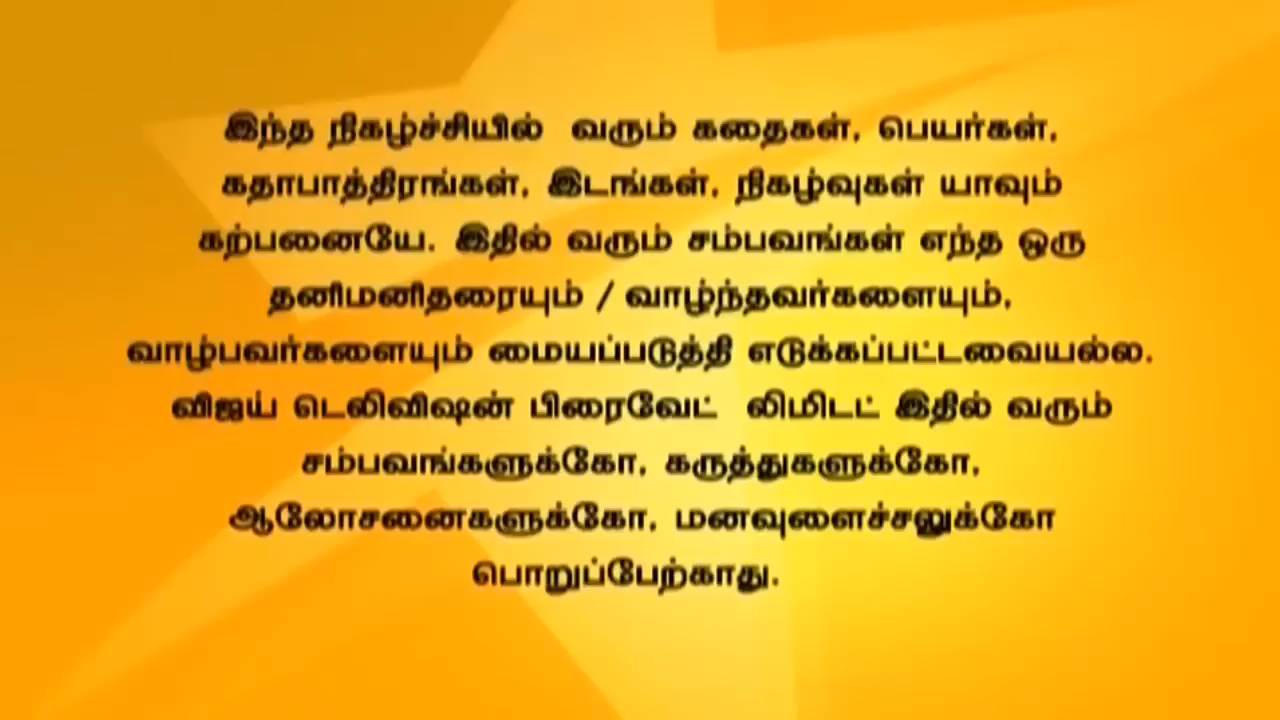 இந்த நிகழ்ச்சியில் வரும் கதைகள், பெயர்கள்,
கதாபாத்திரங்கள், இடங்கள், நிகழ்வுகள் யாவும்
கற்பனையே. இதில் வரும் சம்பவங்கள் எந்த ஒரு
தனிமனிதரையும் / வாழ்ந்தவர்களையும்,
வாழ்பவர்களையும் மையப்படுத்தி எடுக்கப்பட்டவையல்ல.
விஜய் டெலிவிஷன் பிரைவேட் லிமிடட் இதில் வரும்
சம்பவங்களுக்கோ, கருத்துகளுக்கோ,
ஆலோசனைகளுக்கோ, மனவுளைச்சலுக்கோ
பொறுப்பேற்காது.